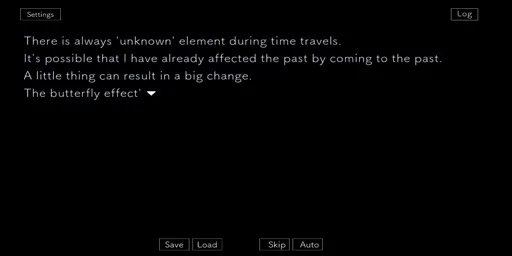 Settings
Log
There is always 'unknown' element during time travels.
It's possible that I have already affected the past by coming to the past.
A little thing can result in a big change.
The butterfly effect'
Save Load Skip Auto